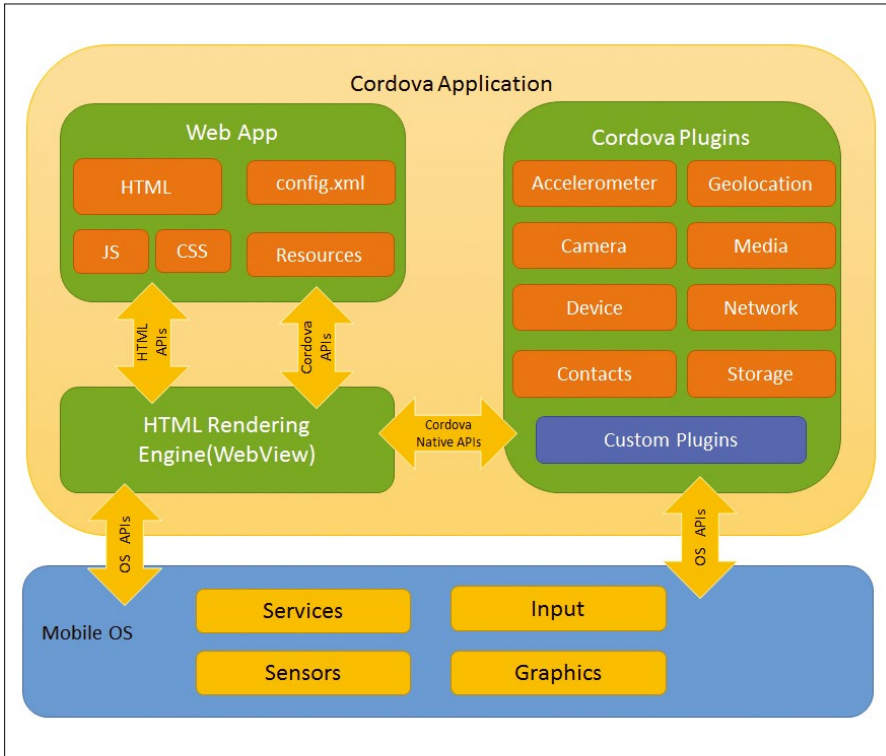 Cordova Application
Web App
HTML
config.xml
JS
CSS
Resources
HTML
APIs
Cordova
APIs
HTML Rendering
Engine(WebView)
Cordova
Native APIs
Cordova Plugins
Accelerometer
Geolocation
Camera
Media
Device
Network
Contacts
Storage
Custom Plugins
OS APIs
OS APIs
Mobile OS
Services
Input
Sensors
Graphics